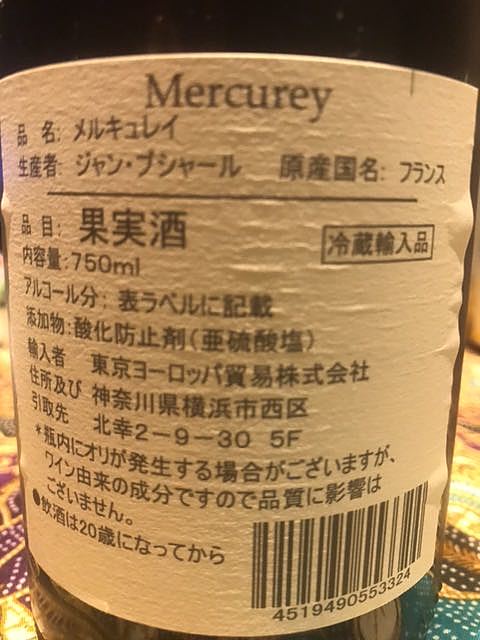 Mercurey
品　名: メルキュレイ
生産者: ジャン・ブシャール　原産国名: フランス
品　目: 果実酒
冷蔵輸入品
内容量:750ml
アルコール分: 表ラベルに記載
添加物:酸化防止剤(亜硫酸塩)
輸入者　東京ヨーロッパ貿易株式会社
住所及び　神奈川県横浜市西区
引取先　北幸2－9－30 5F
*瓶内にオリが発生する場合がございますが、
ワイン由来の成分ですので品質に影響は
ございません。
●飲酒は20歳になってから
4519490553324